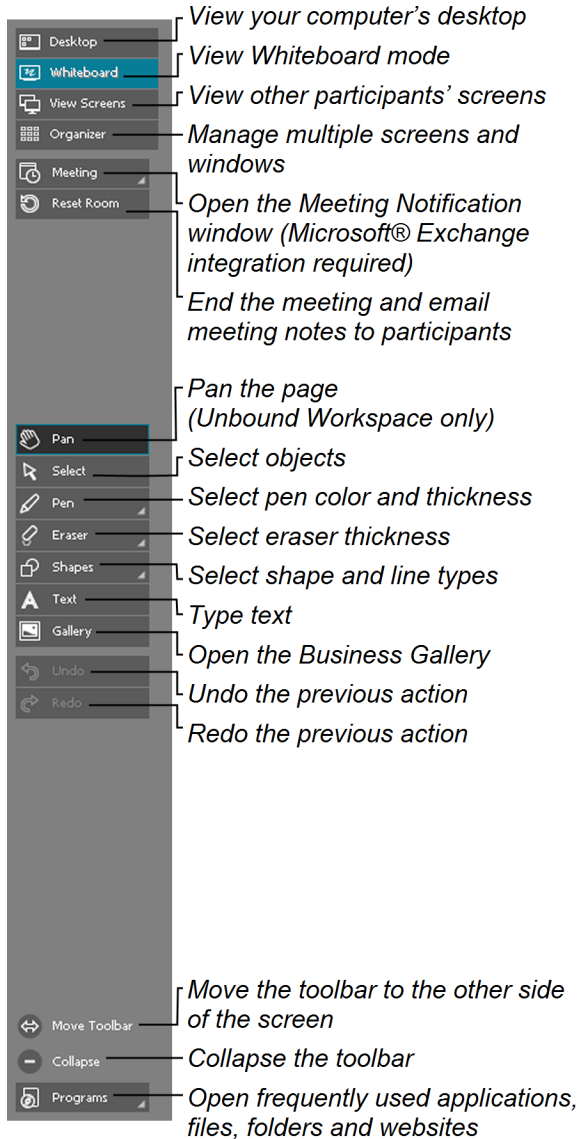 Desktop
View your computer’s desktop
Whiteboard
View Whiteboard mode
View Screens
View other participants’ screens
Organizer
Manage multiple screens and
windows
Meeting
Open the Meeting Notification
window (Microsoft® Exchange
integration required)
Reset Room
End the meeting and email
meeting notes to participants
Pan
Pan the page
(Unbound Workspace only)
Select
Select objects
Pen
Select pen color and thickness
Eraser
Select eraser thickness
Shapes
Select shape and line types
Text
Type text
Gallery
Open the Business Gallery
Undo
Undo the previous action
Redo
Redo the previous action
Move Toolbar
Move the toolbar to the other side
of the screen
Collapse
Collapse the toolbar
Programs
Open frequently used applications,
files, folders and websites